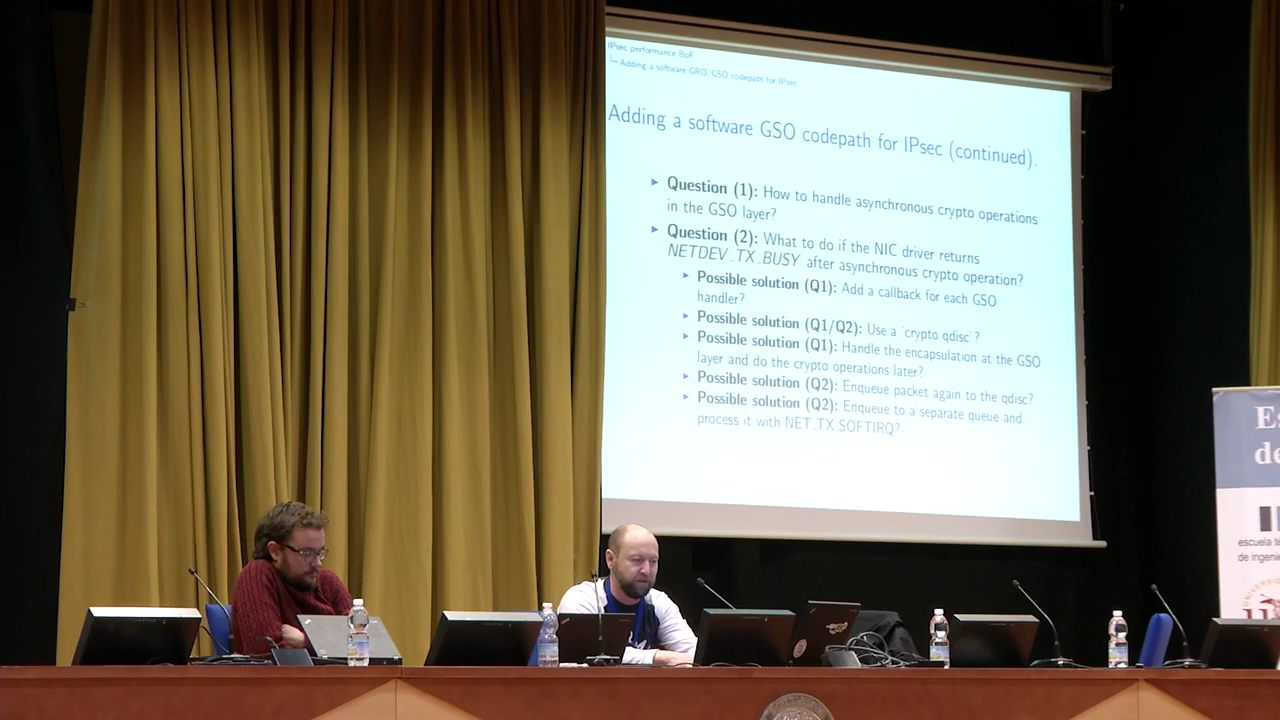 IPsec performance BoF
Adding a software GRO/GSO codepath for IPsec
Adding a software GSO codepath for IPsec (continued).
Question (1): How to handle asynchronous crypto operations
in the GSO layer?
Question (2): What to do if the NIC driver returns
NETDEV_TX_BUSY after asynchronous crypto operation?
Possible solution (Q1): Add a callback for each GSO
handler?
Possible solution (Q1/Q2): Use a `crypto qdisc`?
Possible solution (Q1): Handle the encapsulation at the GSO
layer and do the crypto operations later?
Possible solution (Q2): Enqueue packet again to the qdisc?
Possible solution (Q2): Enqueue to a separate queue and
process it with NET_TX_SOFTIRQ?
Es
de
escuela té
de ingenie